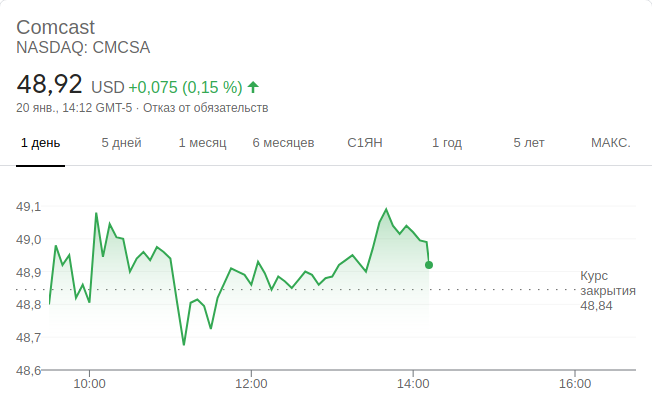 Comcast
NASDAQ: CMCSA
48,92 USD +0,075 (0,15 %)
20 янв., 14:12 GMT-5 · Отказ от обязательств
1 день 5 дней 1 месяц 6 месяцев С1ЯН 1 год 5 лет МАКС.
49,1
49,0
48,9
48,8
48,7
48,6
Курс
закрытия
48,84
10:00 12:00 14:00 16:00